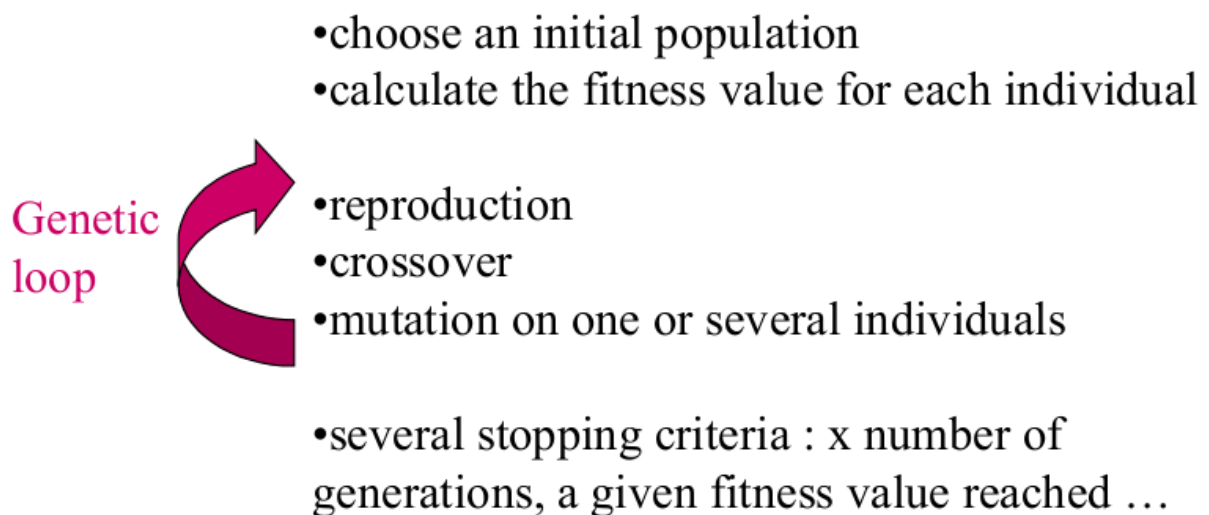 •choose an initial population
•calculate the fitness value for each individual
Genetic
loop
•reproduction
•crossover
•mutation on one or several individuals
•several stopping criteria : x number of
generations, a given fitness value reached …